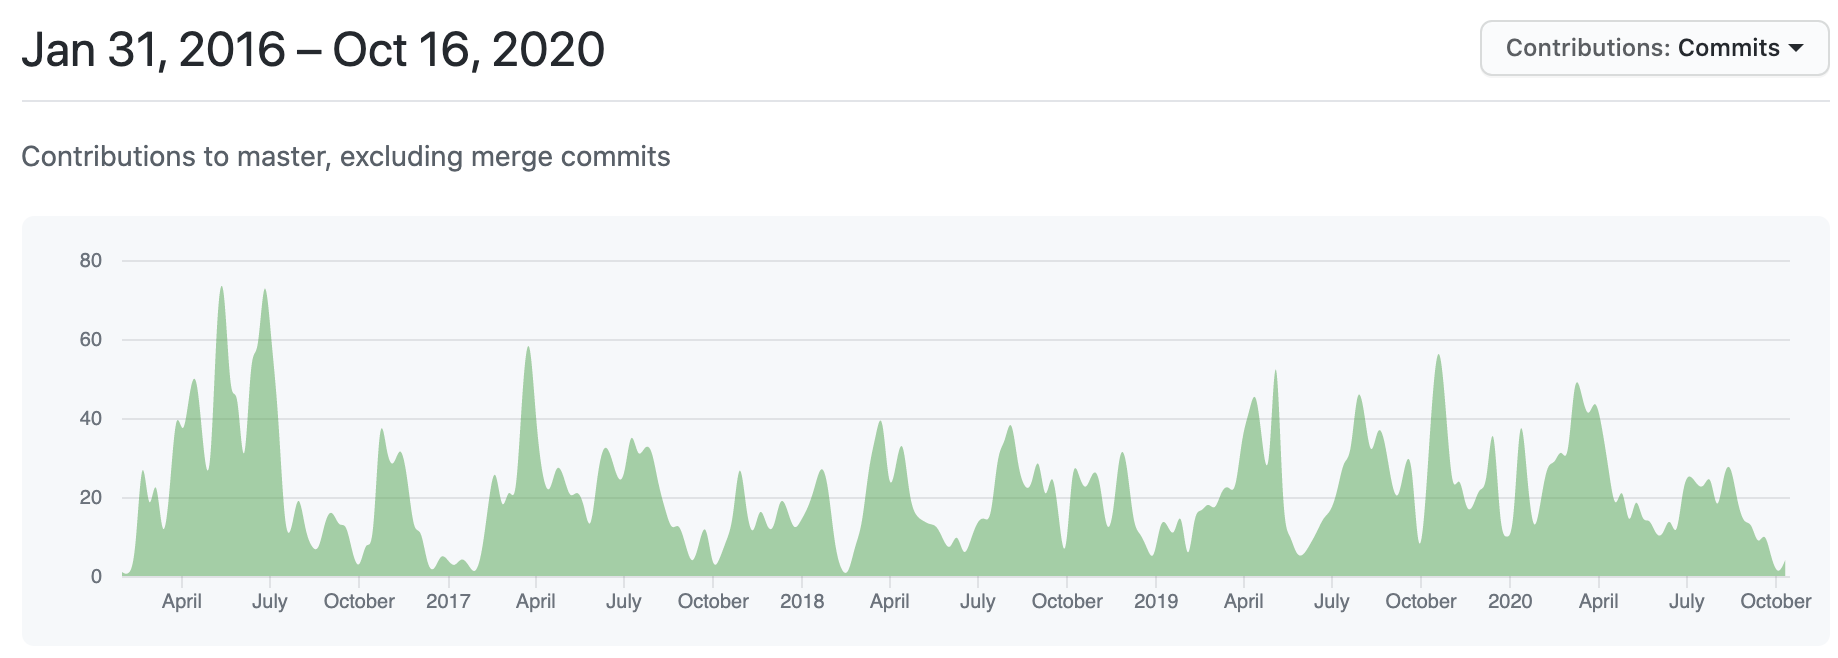 Jan 31, 2016 – Oct 16, 2020
Contributions: Commits
Contributions to master, excluding merge commits
80
60
40
20
0
April July October 2017 April July October 2018 April July October 2019 April July October 2020 April July October